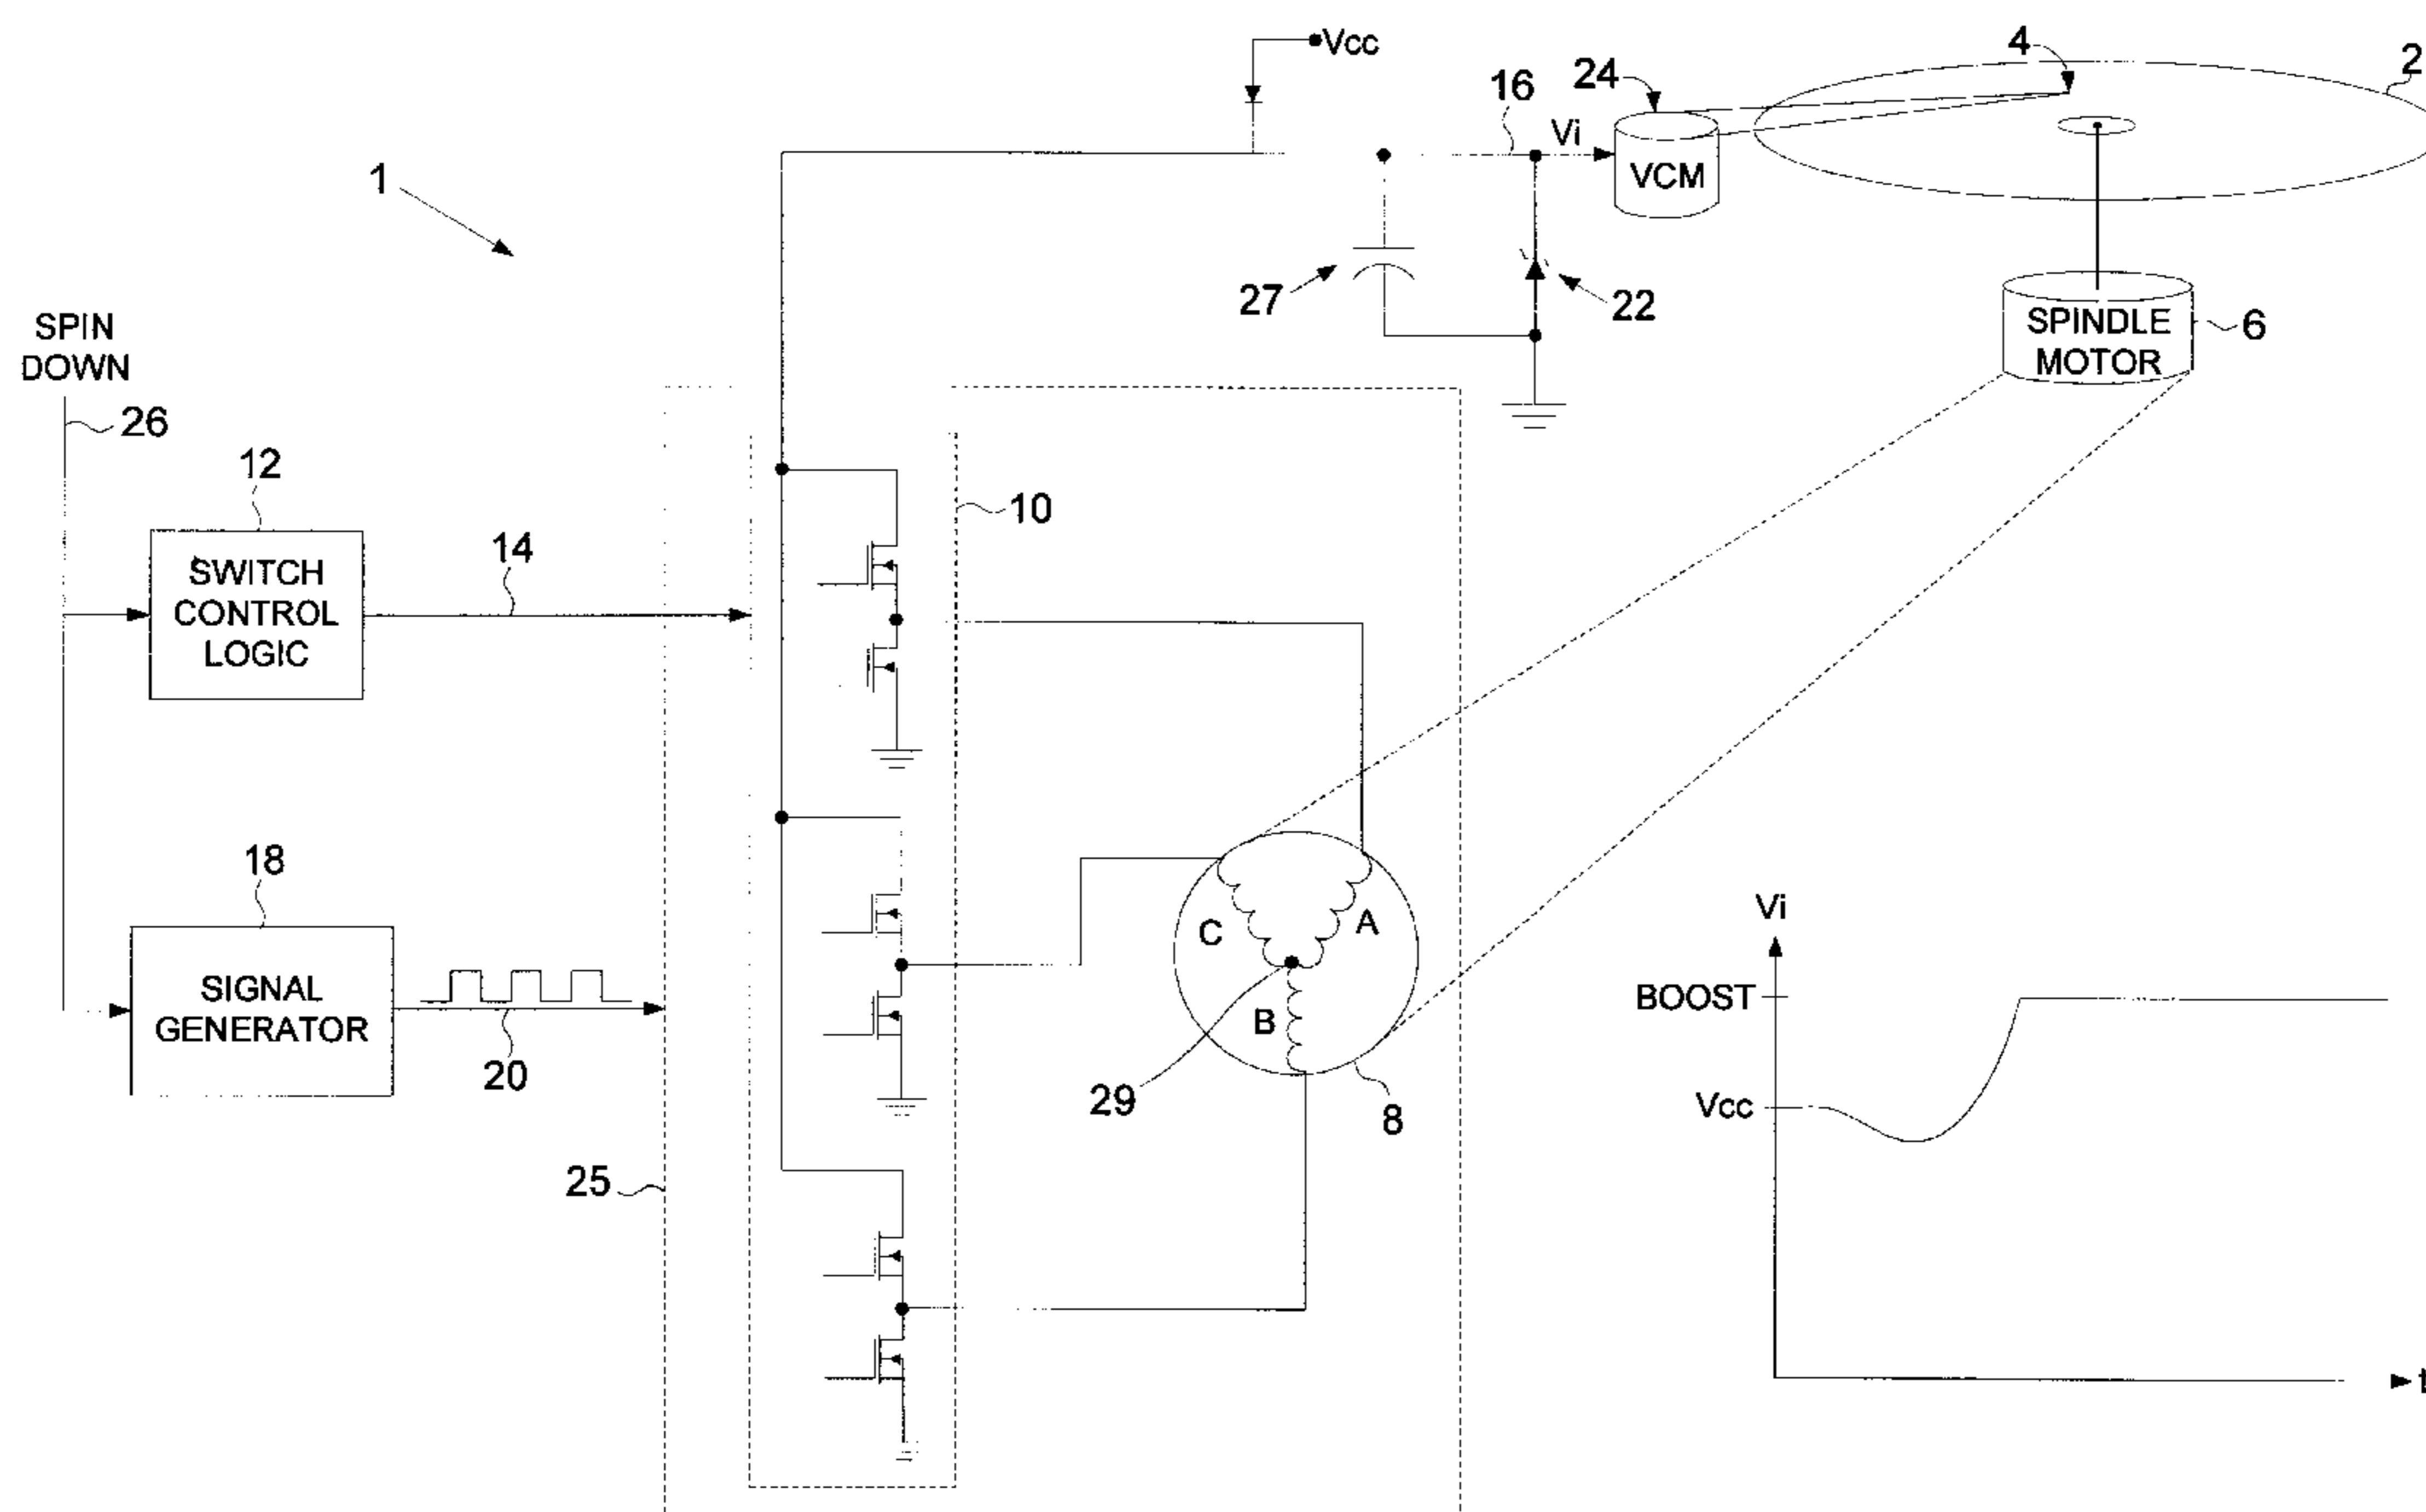 Vcc
4
2
24
16
Vi
VCM
1
27
22
SPINDLE
MOTOR
6
SPIN
DOWN
26
12
10
14
SWITCH
CONTROL
LOGIC
18
Vi
C
A
SIGNAL
GENERATOR
BOOST
B
20
29
8
Vcc
25
t